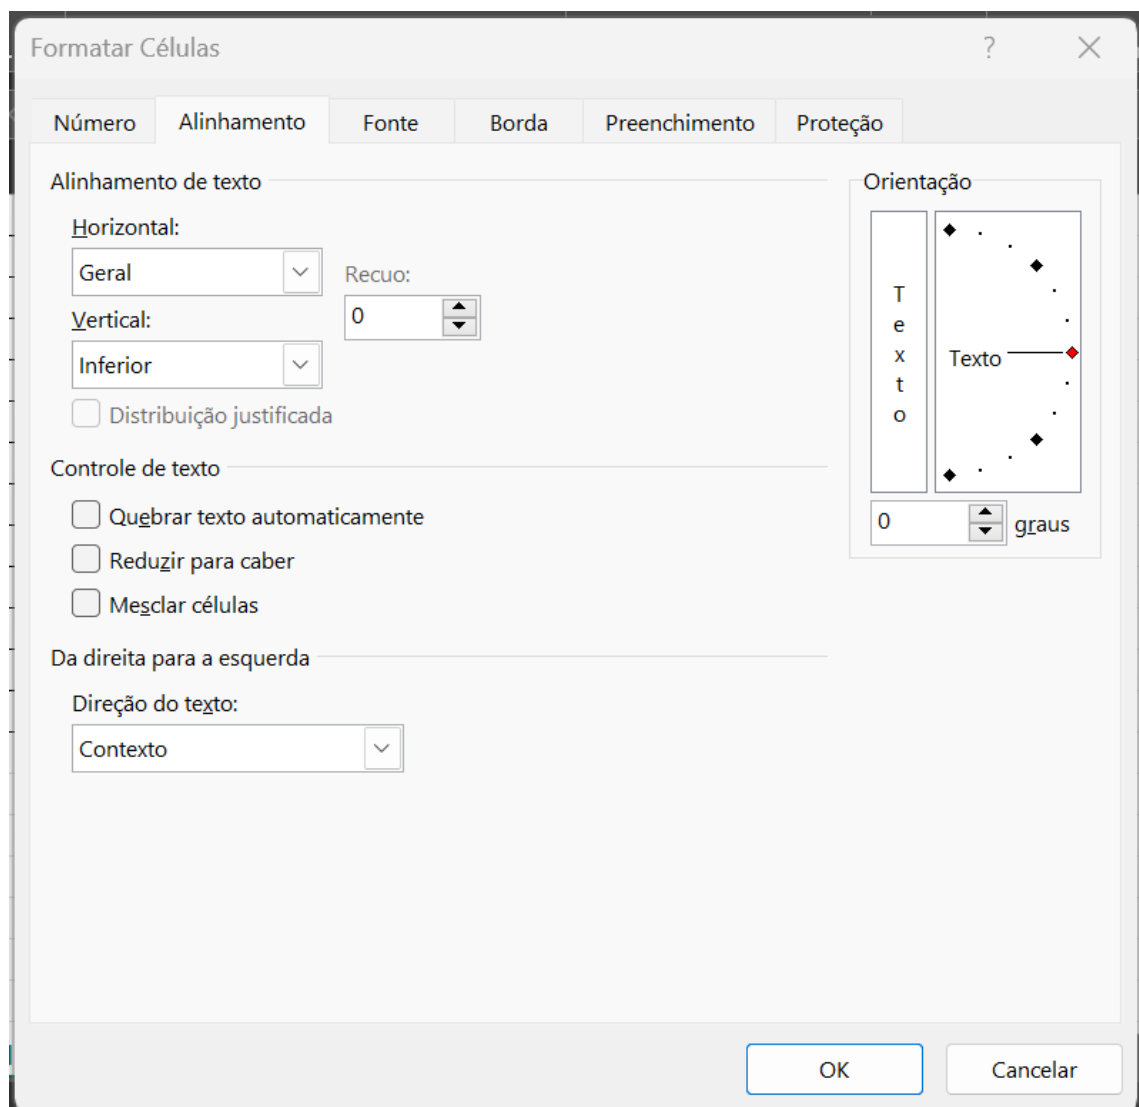 Formatar Células ?
Número Alinhamento Fonte Borda Preenchimento Proteção
Alinhamento de texto
Horizontal:
Geral
Recuo:
0
Vertical:
Inferior
Distribuição justificada
Controle de texto
Quebrar texto automaticamente
Reduzir para caber
Mesclar células
Da direita para a esquerda
Direção do texto:
Contexto
Orientação
T
e
x
t
o
Texto
0 graus
OK Cancelar